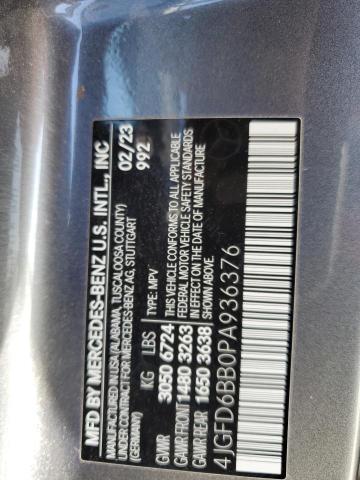 MFD BY MERCEDES-BENZ U.S. INTL., INC
MANUFACTURED IN USA (ALABAMA, TUSCALOOSA COUNTY)
UNDER CONTRACT FOR MERCEDES-BENZ AG, STUTTGART
(GERMANY)
02/23
992
KG LBS TYPE: MPV
GVWR 3050 6724
GAWR FRONT 1480 3263
GAWR REAR 1650 3638
THIS VEHICLE CONFORMS TO ALL APPLICABLE
FEDERAL MOTOR VEHICLE SAFETY STANDARDS
IN EFFECT ON THE DATE OF MANUFACTURE
SHOWN ABOVE.
4JGFD6BB0PA936376